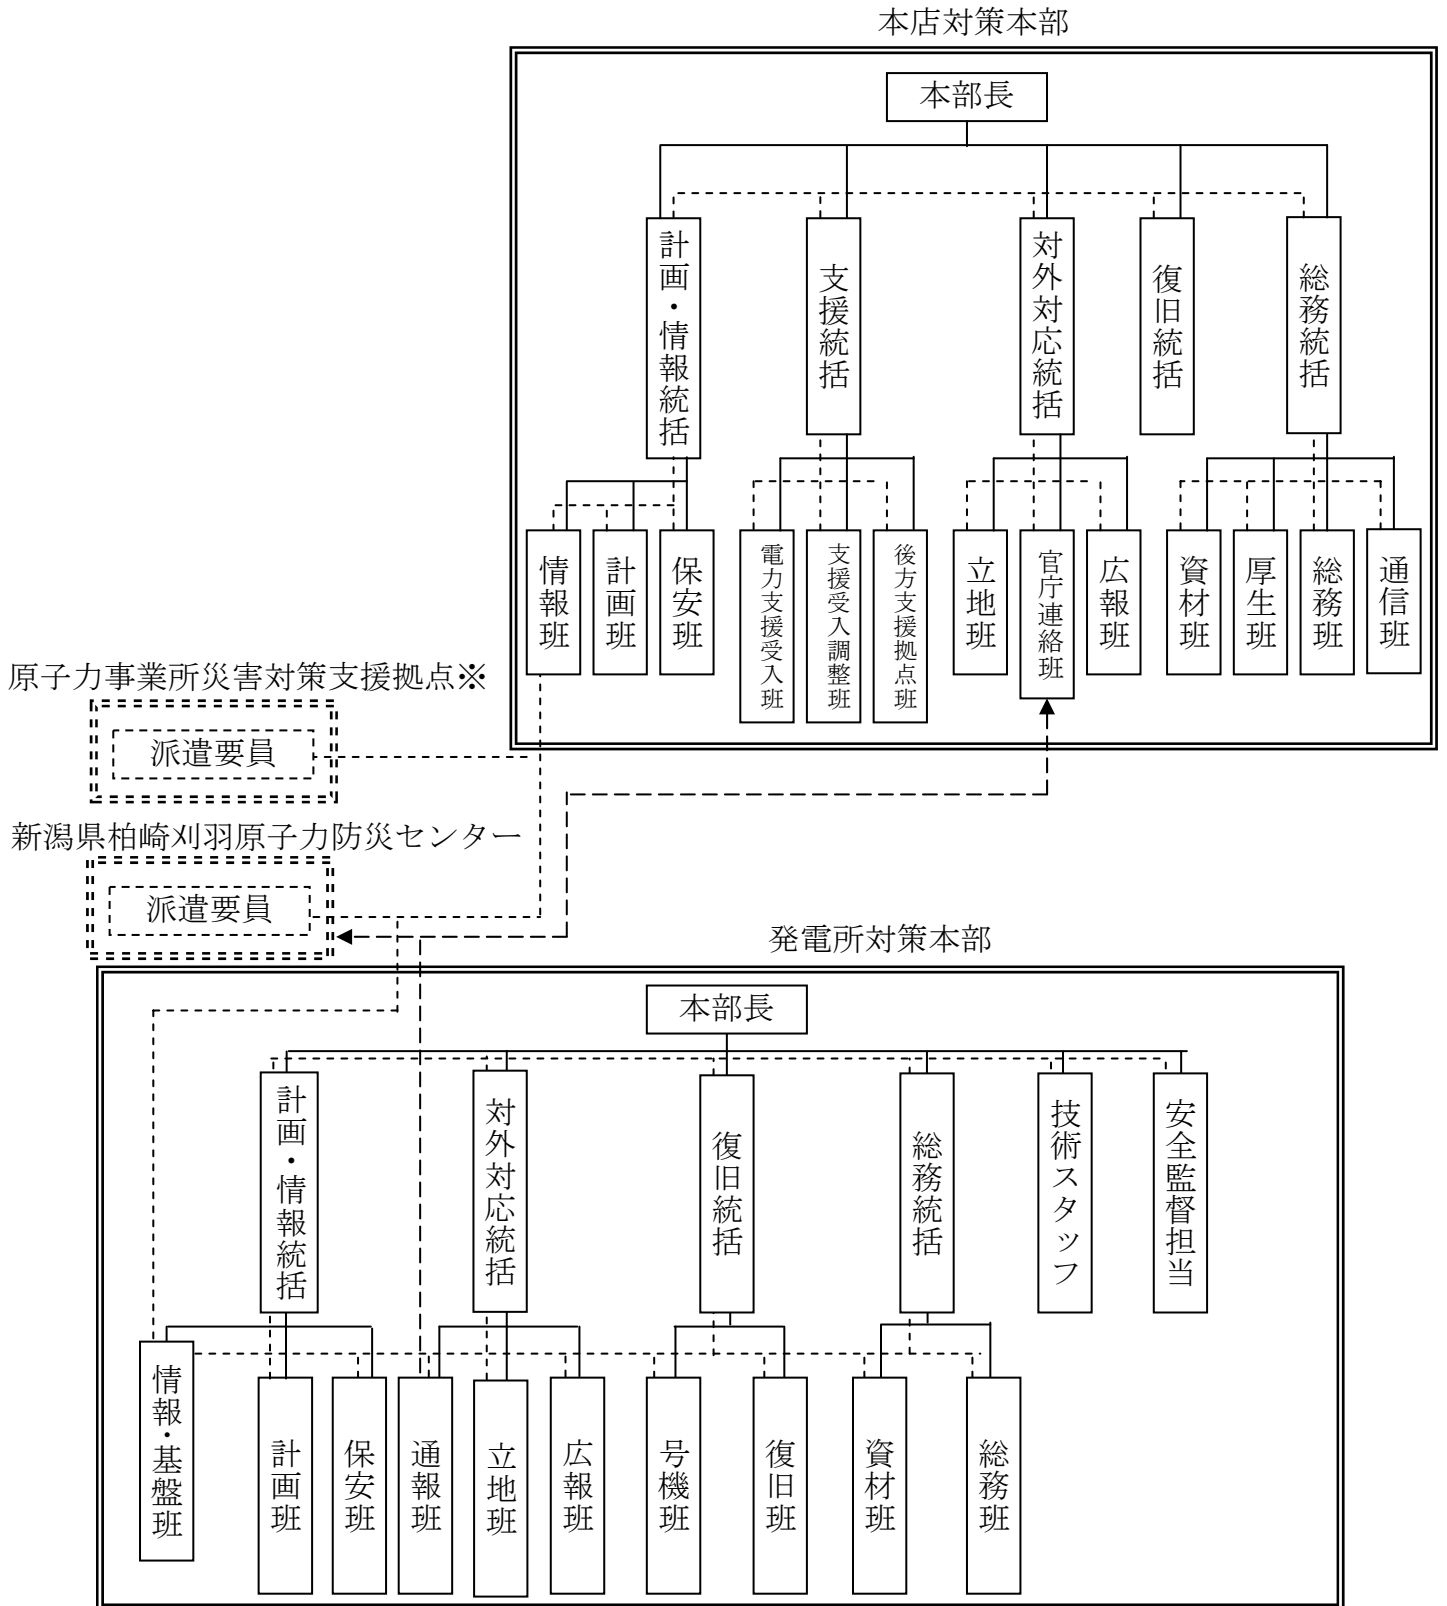 本店対策本部
本部長
計画・情報統括
支援統括
対外対応統括
復旧統括
総務統括
情報班
計画班
保安班
電力支援受入班
支援受入調整班
後方支援拠点班
立地班
官庁連絡班
広報班
資材班
厚生班
総務班
通信班
原子力事業所災害対策支援拠点※
派遣要員
新潟県柏崎刈羽原子力防災センター
派遣要員
発電所対策本部
本部長
計画・情報統括
対外対応統括
復旧統括
総務統括
技術スタッフ
安全監督担当
情報・基盤班
計画班
保安班
通報班
立地班
広報班
号機班
復旧班
資材班
総務班